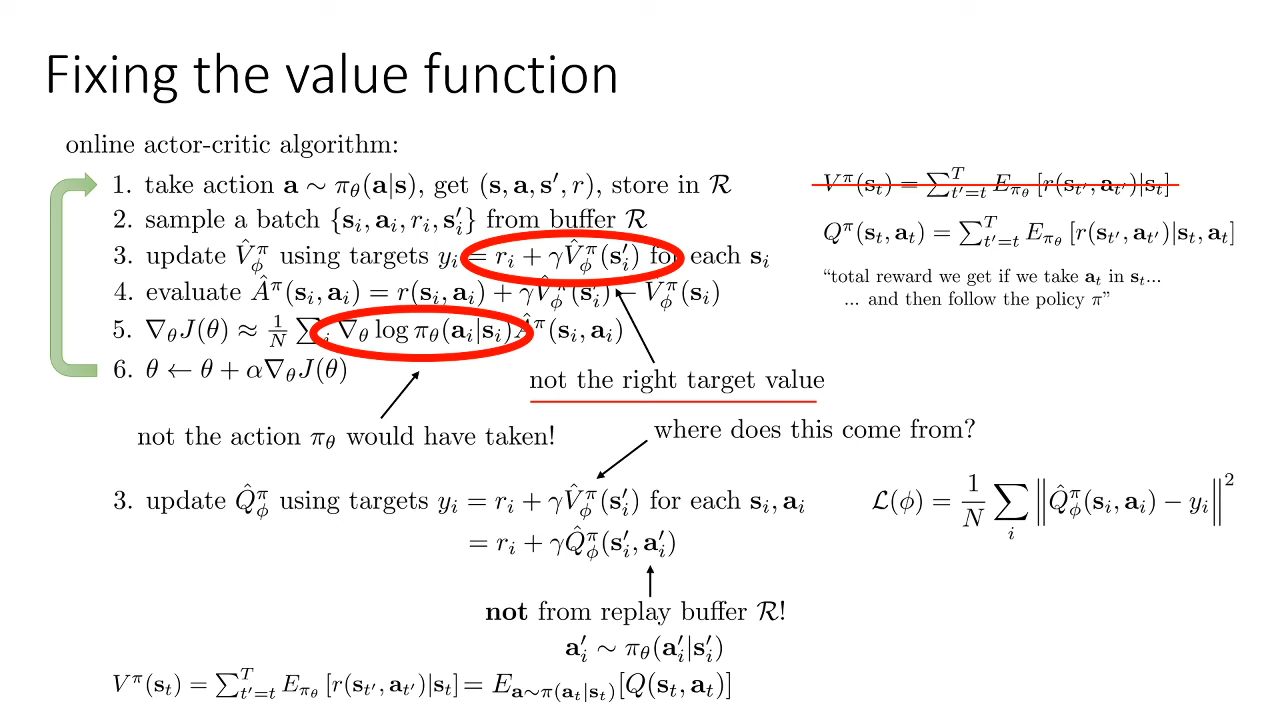 Fixing the value function
online actor-critic algorithm:
1. take action a ∼ π_θ(a|s), get (s, a, s′, r), store in ℛ
2. sample a batch {s_i, a_i, r_i, s′_i} from buffer ℛ
3. update V̂^π_ϕ using targets y_i = r_i + γV̂^π_ϕ(s′_i) for each s_i
4. evaluate Â^π(s_i, a_i) = r(s_i, a_i) + γV̂^π_ϕ(s′_i) − V̂^π_ϕ(s_i)
5. ∇_θJ(θ) ≈ 1/N ∑_i ∇_θ log π_θ(a_i|s_i)Â^π(s_i, a_i)
6. θ ← θ + α∇_θJ(θ)
V^π(s_t) = ∑^T_{t′=t} E_{π_θ} [r(s_{t′}, a_{t′})|s_t]
Q^π(s_t, a_t) = ∑^T_{t′=t} E_{π_θ} [r(s_{t′}, a_{t′})|s_t, a_t]
“total reward we get if we take a_t in s_t...
... and then follow the policy π”
not the right target value
not the action π_θ would have taken!
where does this come from?
3. update Q̂^π_ϕ using targets y_i = r_i + γV̂^π_ϕ(s′_i) for each s_i, a_i
= r_i + γQ̂^π_ϕ(s′_i, a′_i)
ℒ(ϕ) = 1/N ∑_i ‖Q̂^π_ϕ(s_i, a_i) − y_i‖^2
not from replay buffer ℛ!
a′_i ∼ π_θ(a′_i|s′_i)
V^π(s_t) = ∑^T_{t′=t} E_{π_θ} [r(s_{t′}, a_{t′})|s_t] = E_{a∼π(a_t|s_t)}[Q(s_t, a_t)]